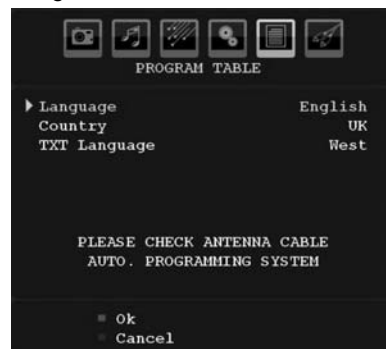 PROGRAM TABLE
Language English
Country UK
TXT Language West
PLEASE CHECK ANTENNA CABLE
AUTO. PROGRAMMING SYSTEM
Ok
Cancel